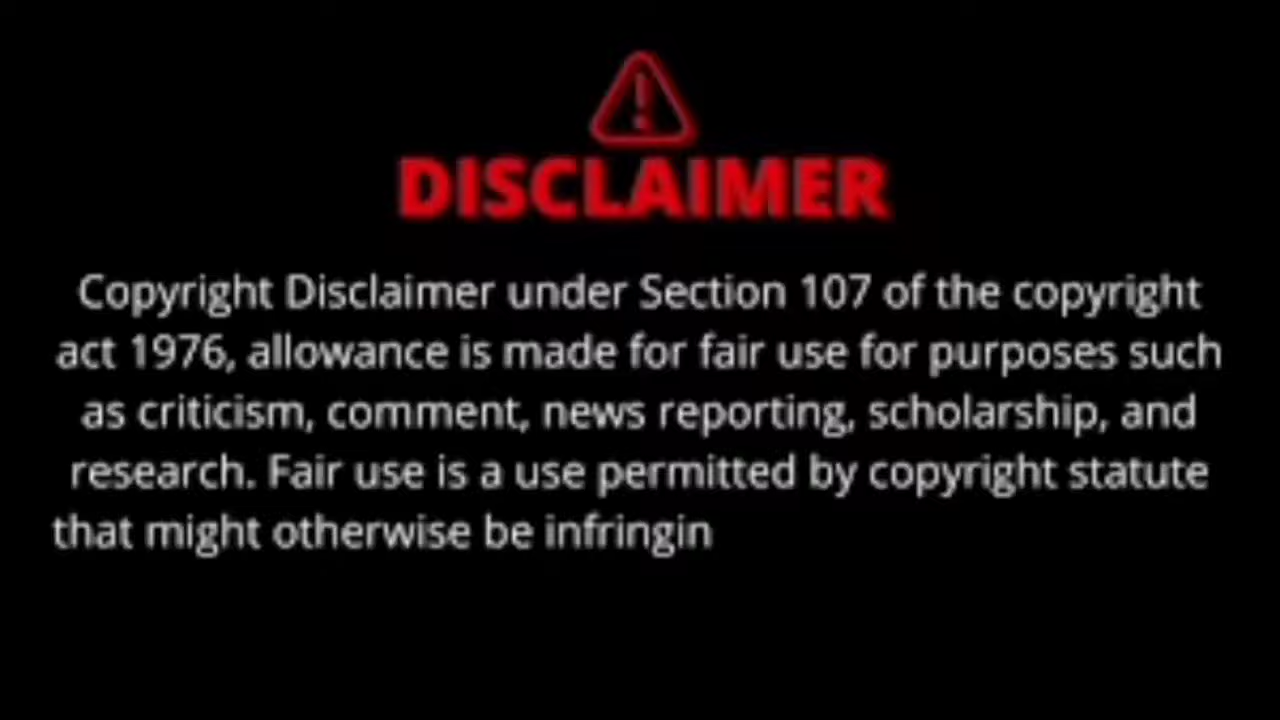 DISCLAIMER
Copyright Disclaimer under Section 107 of the copyright
act 1976, allowance is made for fair use for purposes such
as criticism, comment, news reporting, scholarship, and
research. Fair use is a use permitted by copyright statute
that might otherwise be infringin